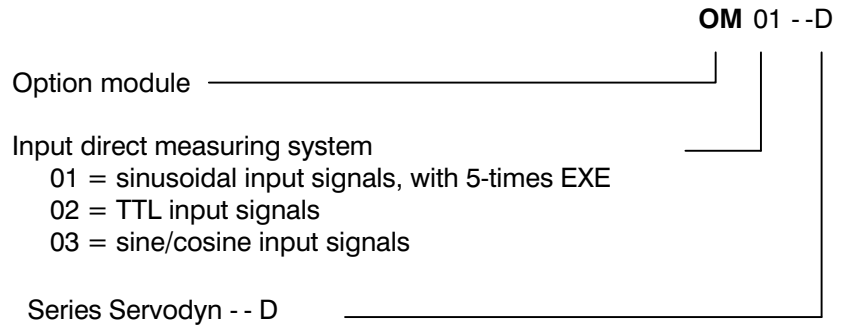 OM 01 - -D
Option module
Input direct measuring system
01 = sinusoidal input signals, with 5-times EXE
02 = TTL input signals
03 = sine/cosine input signals
Series Servodyn - - D